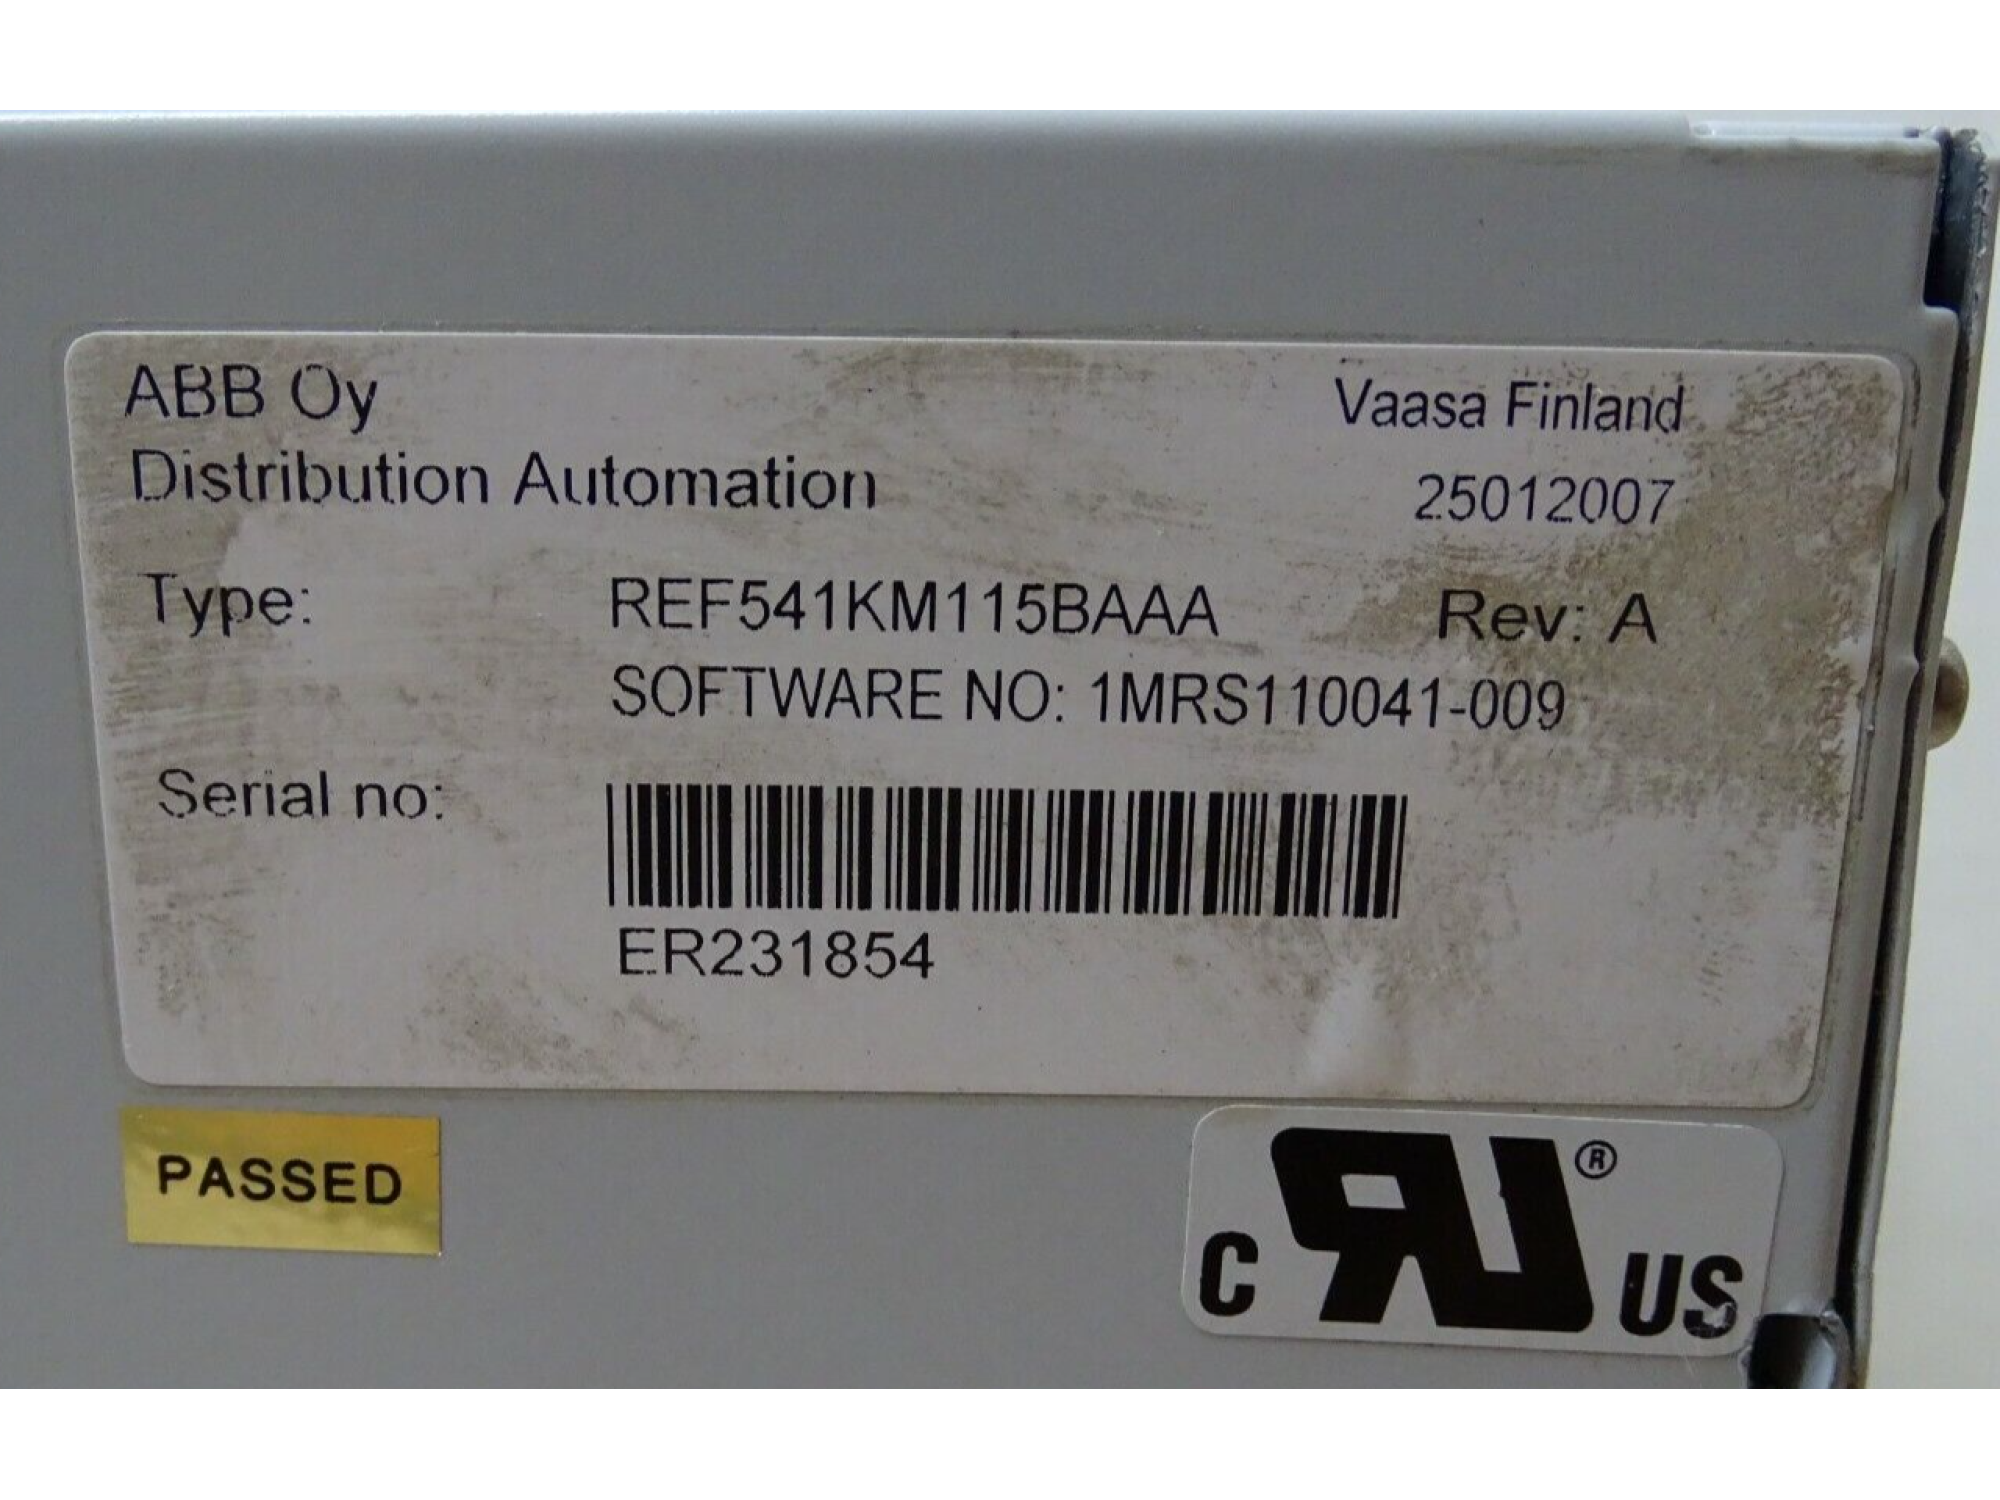 ABB Oy
Vaasa Finland
Distribution Automation
25012007
Type: REF541KM115BAAA Rev: A
SOFTWARE NO: 1MRS110041-009
Serial no:
ER231854
PASSED
C RU ® US